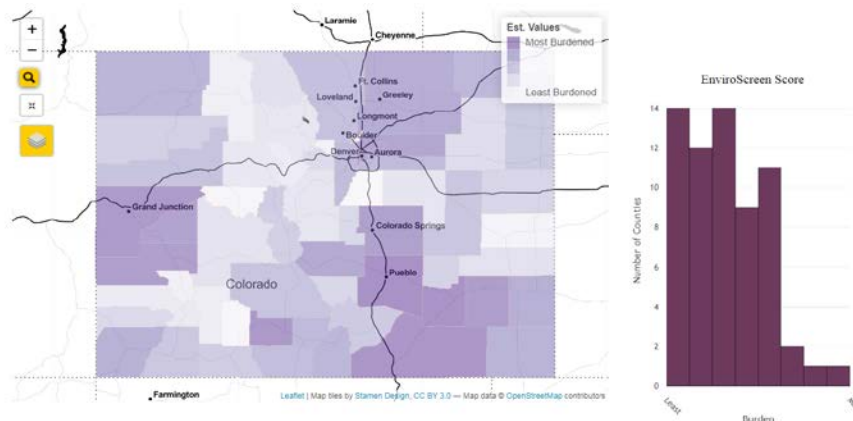 +
−
Laramie
Cheyenne
Ft. Collins
Loveland
Greeley
Longmont
Boulder
Denver
Aurora
Grand Junction
Colorado Springs
Pueblo
Colorado
Farmington
Est. Values
Most Burdened
Least Burdened
Leaflet | Map tiles by Stamen Design, CC BY 3.0 — Map data © OpenStreetMap contributors
EnviroScreen Score
Number of Counties
14
12
10
8
6
4
2
0
Least
Burden